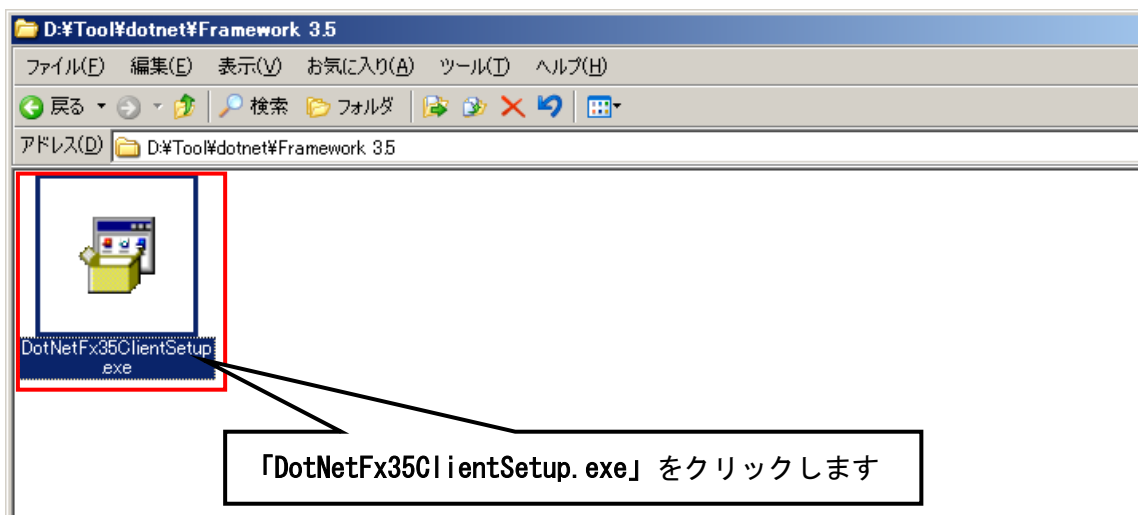 D:¥Tool¥dotnet¥Framework 3.5
ファイル(F) 編集(E) 表示(V) お気に入り(A) ツール(T) ヘルプ(H)
戻る 検索 フォルダ
アドレス(D) D:¥Tool¥dotnet¥Framework 3.5
DotNetFx35ClientSetup
.exe
「DotNetFx35ClientSetup.exe」をクリックします